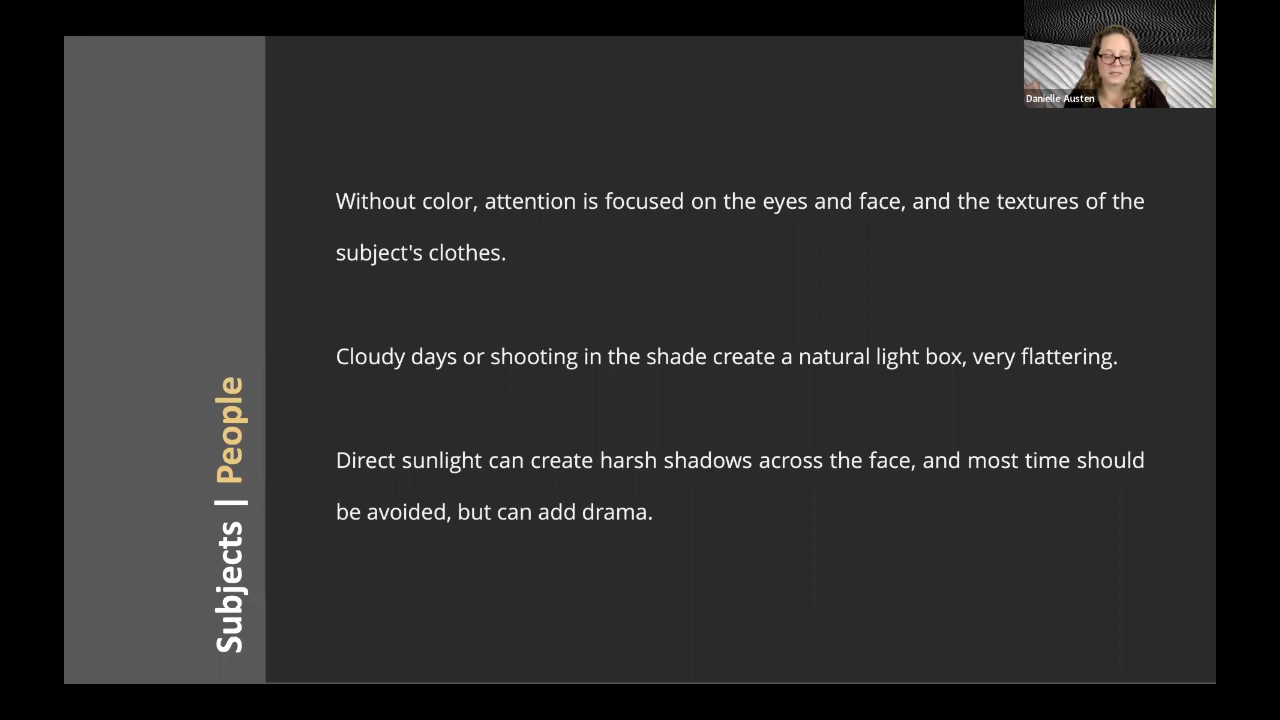 Danielle Austen
Without color, attention is focused on the eyes and face, and the textures of the
subject's clothes.
Cloudy days or shooting in the shade create a natural light box, very flattering.
Direct sunlight can create harsh shadows across the face, and most time should
be avoided, but can add drama.
Subjects | People